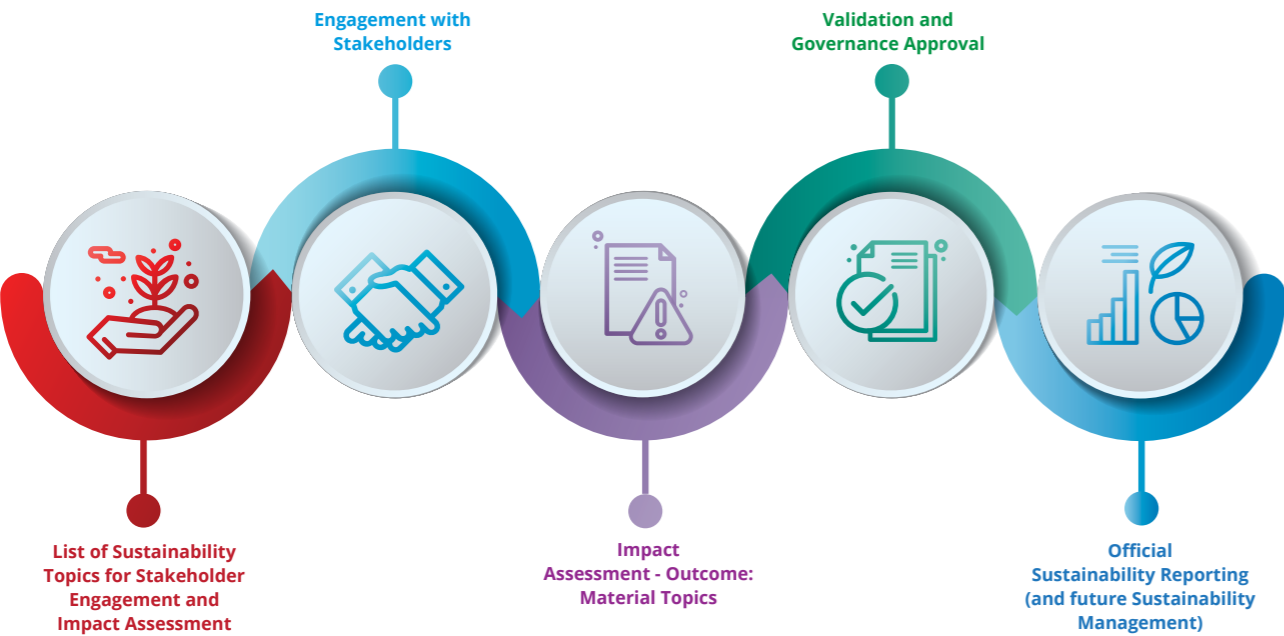 Engagement with
Stakeholders
Validation and
Governance Approval
List of Sustainability
Topics for Stakeholder
Engagement and
Impact Assessment
Impact
Assessment - Outcome:
Material Topics
Official
Sustainability Reporting
(and future Sustainability
Management)